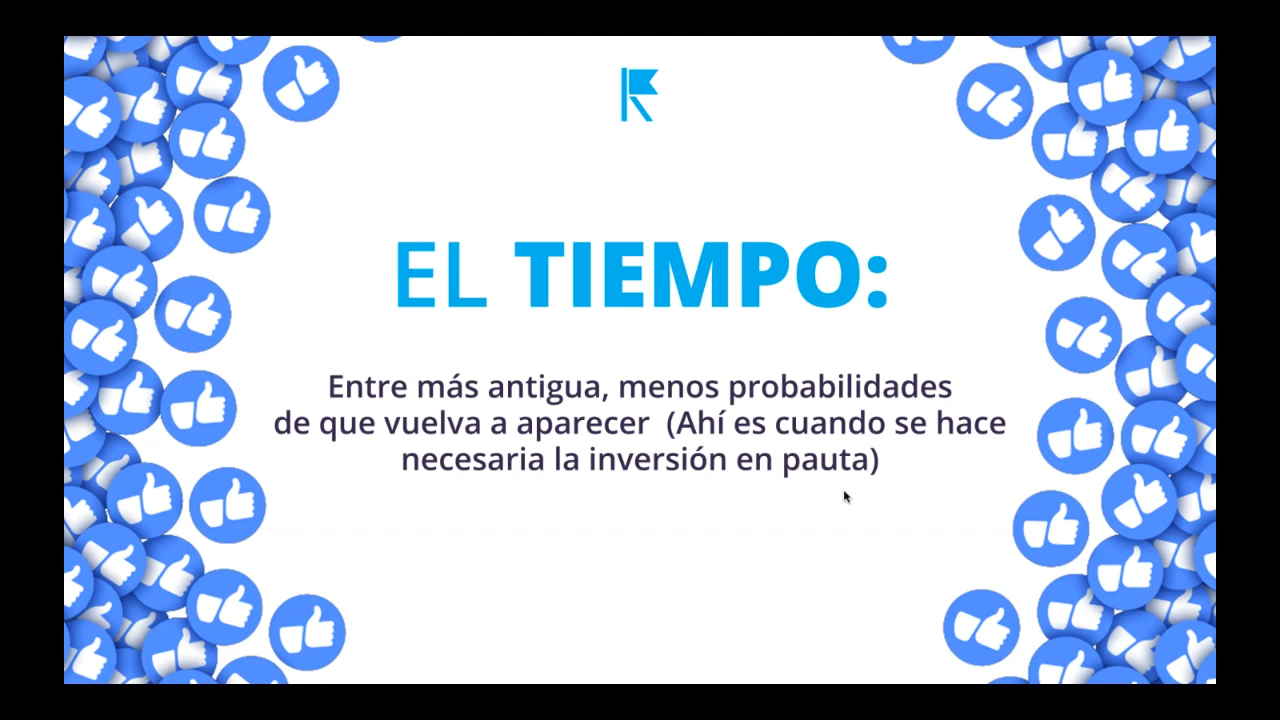 EL TIEMPO:
Entre más antigua, menos probabilidades
de que vuelva a aparecer (Ahí es cuando se hace
necesaria la inversión en pauta)